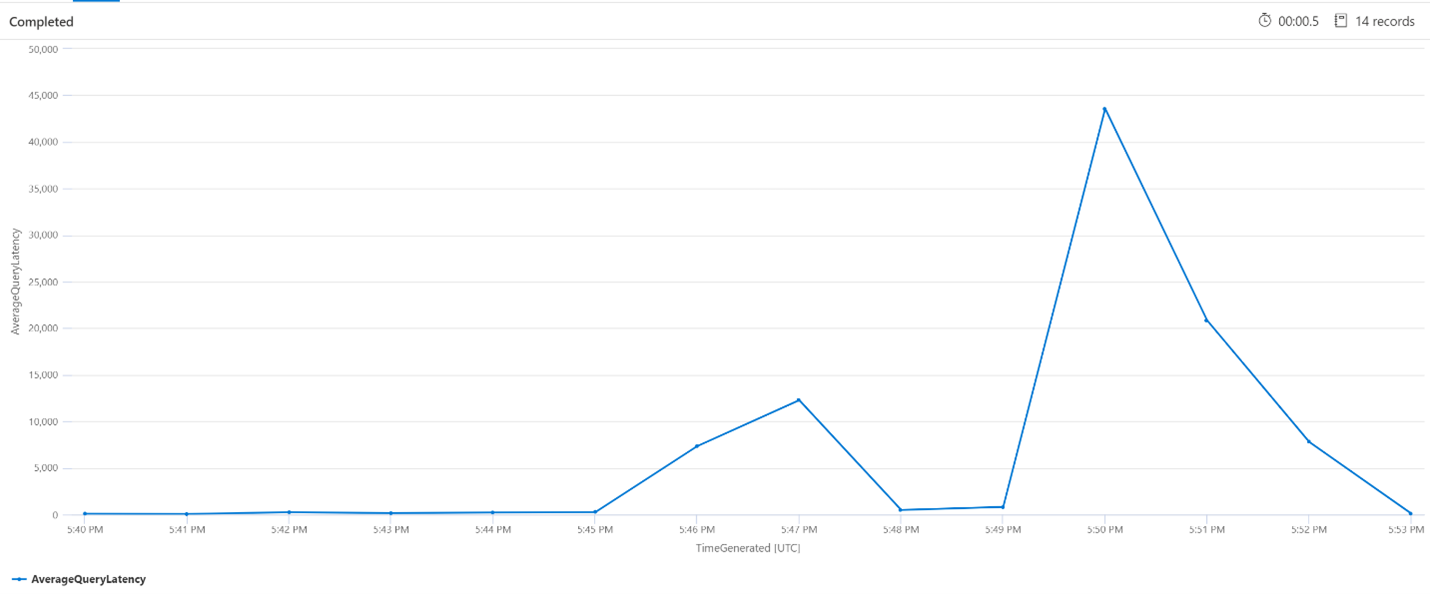 Completed 00:00.5 14 records
50,000
45,000
40,000
35,000
30,000
25,000
20,000
15,000
10,000
5,000
0
AverageQueryLatency
5:40 PM 5:41 PM 5:42 PM 5:43 PM 5:44 PM 5:45 PM 5:46 PM 5:47 PM 5:48 PM 5:49 PM 5:50 PM 5:51 PM 5:52 PM 5:53 PM
TimeGenerated [UTC]
AverageQueryLatency